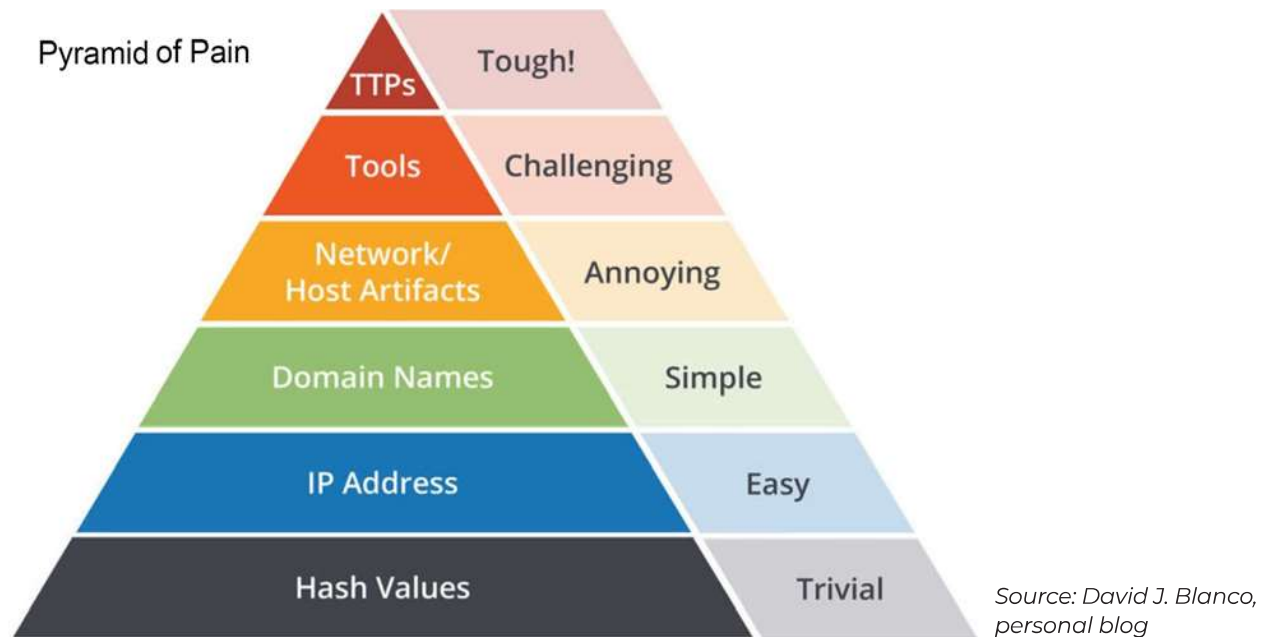 Pyramid of Pain
TTPs
Tough!
Tools
Challenging
Network/
Host Artifacts
Annoying
Domain Names
Simple
IP Address
Easy
Hash Values
Trivial
Source: David J. Blanco,
personal blog